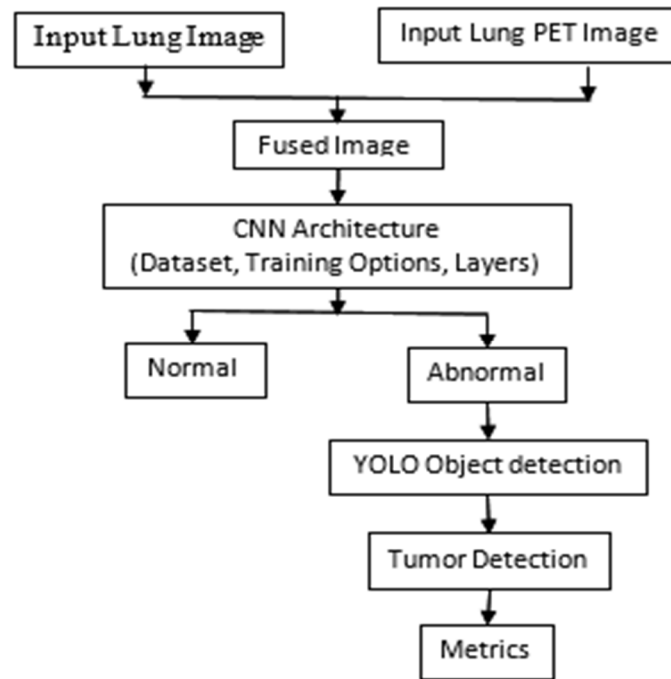 Input Lung Image
Input Lung PET Image
Fused Image
CNN Architecture
(Dataset, Training Options, Layers)
Normal
Abnormal
YOLO Object detection
Tumor Detection
Metrics